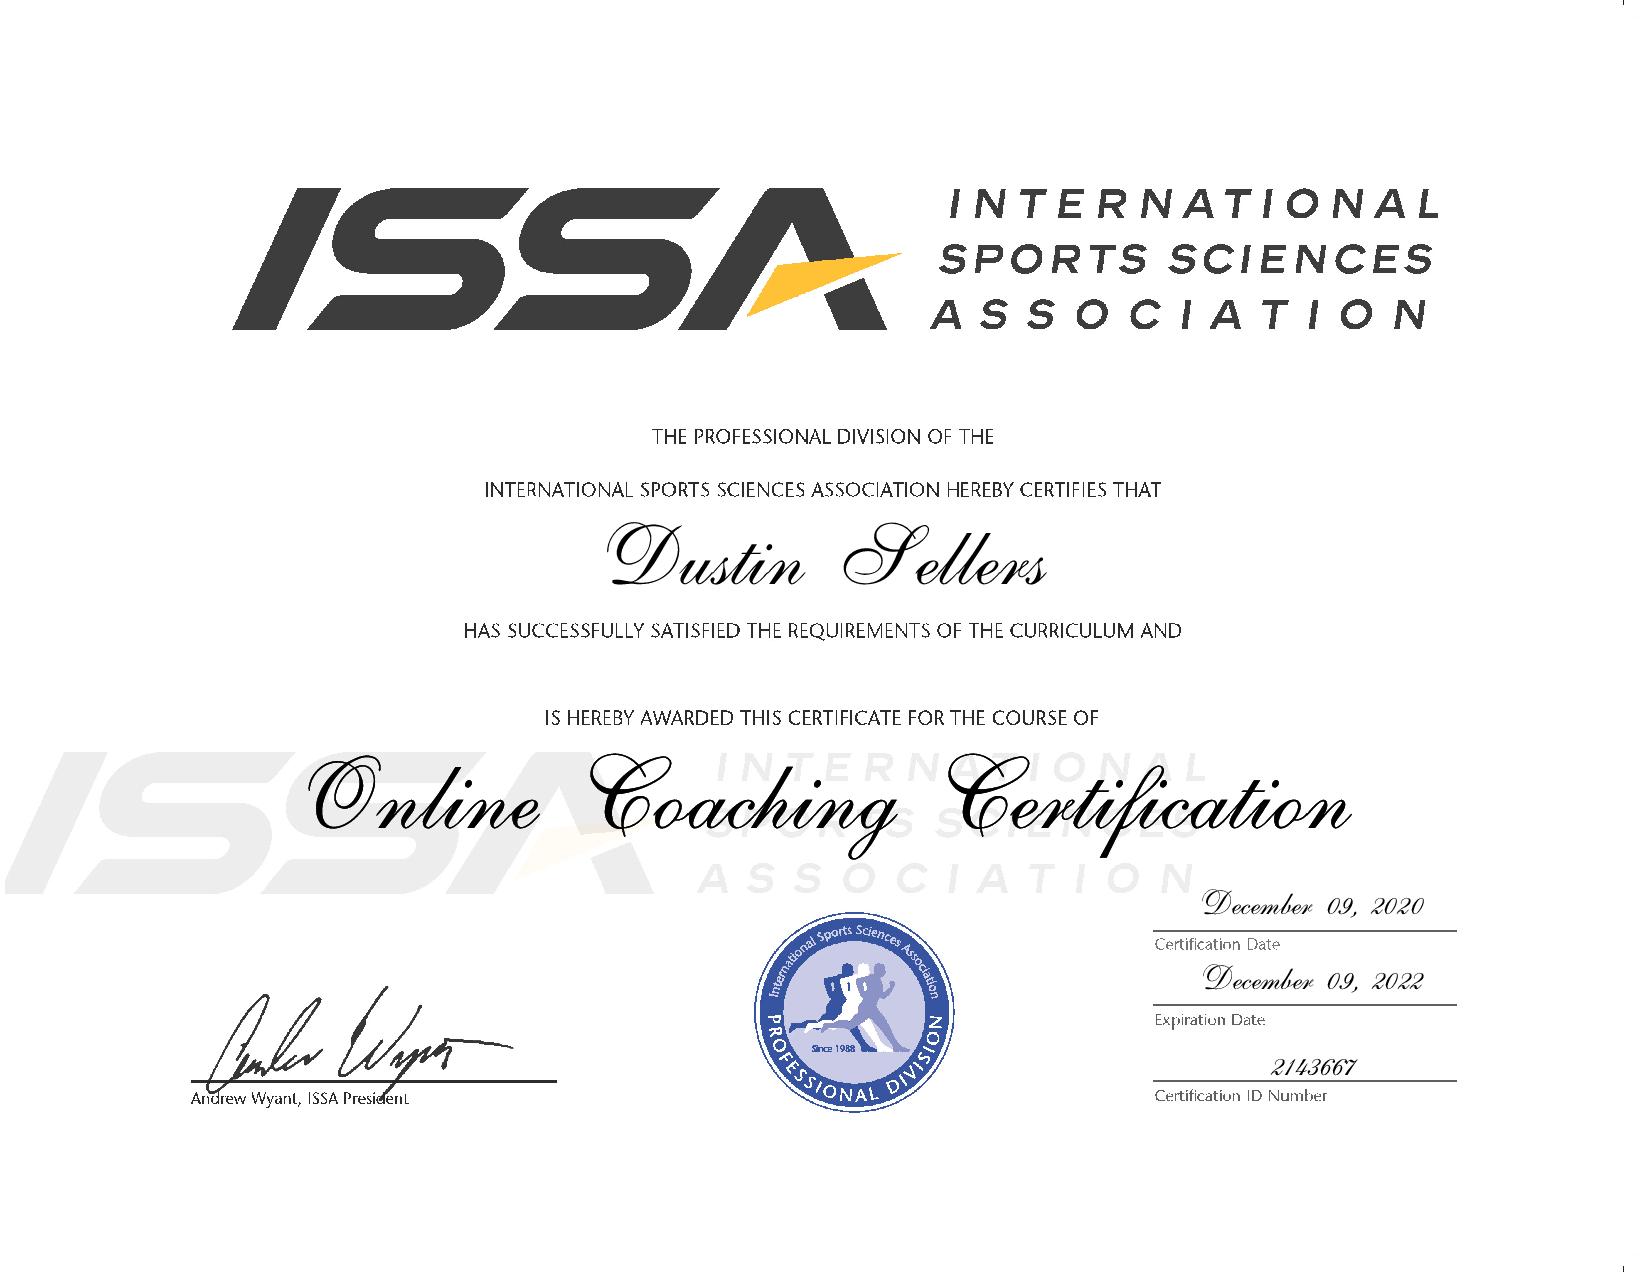 ISSA
INTERNATIONAL
SPORTS SCIENCES
ASSOCIATION
THE PROFESSIONAL DIVISION OF THE
INTERNATIONAL SPORTS SCIENCES ASSOCIATION HEREBY CERTIFIES THAT
Dustin Sellers
HAS SUCCESSFULLY SATISFIED THE REQUIREMENTS OF THE CURRICULUM AND
IS HEREBY AWARDED THIS CERTIFICATE FOR THE COURSE OF
ISSA
INTERNATIONAL
SPORTS SCIENCES
ASSOCIATION
Online Coaching Certification
December 09, 2020
Certification Date
December 09, 2022
Expiration Date
2143667
Certification ID Number
International Sports Sciences Association
Since 1988
PROFESSIONAL DIVISION
Andrew Wyant
Andrew Wyant, ISSA President